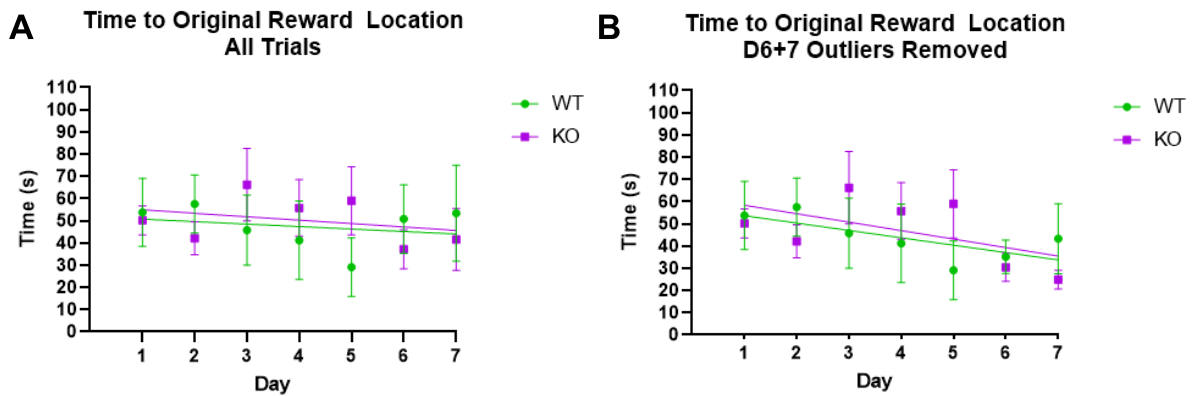 A
Time to Original Reward Location
All Trials
110
100
90
80
70
60
50
40
30
20
10
0
Time (s)
1 2 3 4 5 6 7
Day
WT
KO
B
Time to Original Reward Location
D6+7 Outliers Removed
110
100
90
80
70
60
50
40
30
20
10
0
Time (s)
1 2 3 4 5 6 7
Day
WT
KO